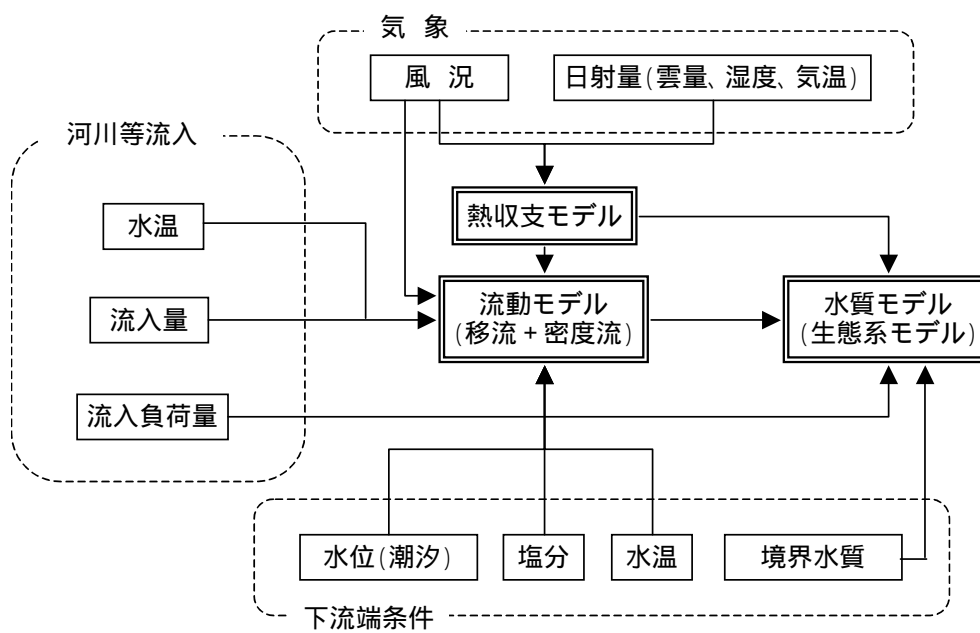 気 象
風 況
日射量(雲量、湿度、気温)
河川等流入
水温
熱収支モデル
流入量
流動モデル
(移流+密度流)
水質モデル
(生態系モデル)
流入負荷量
水位(潮汐)
塩分
水温
境界水質
下流端条件